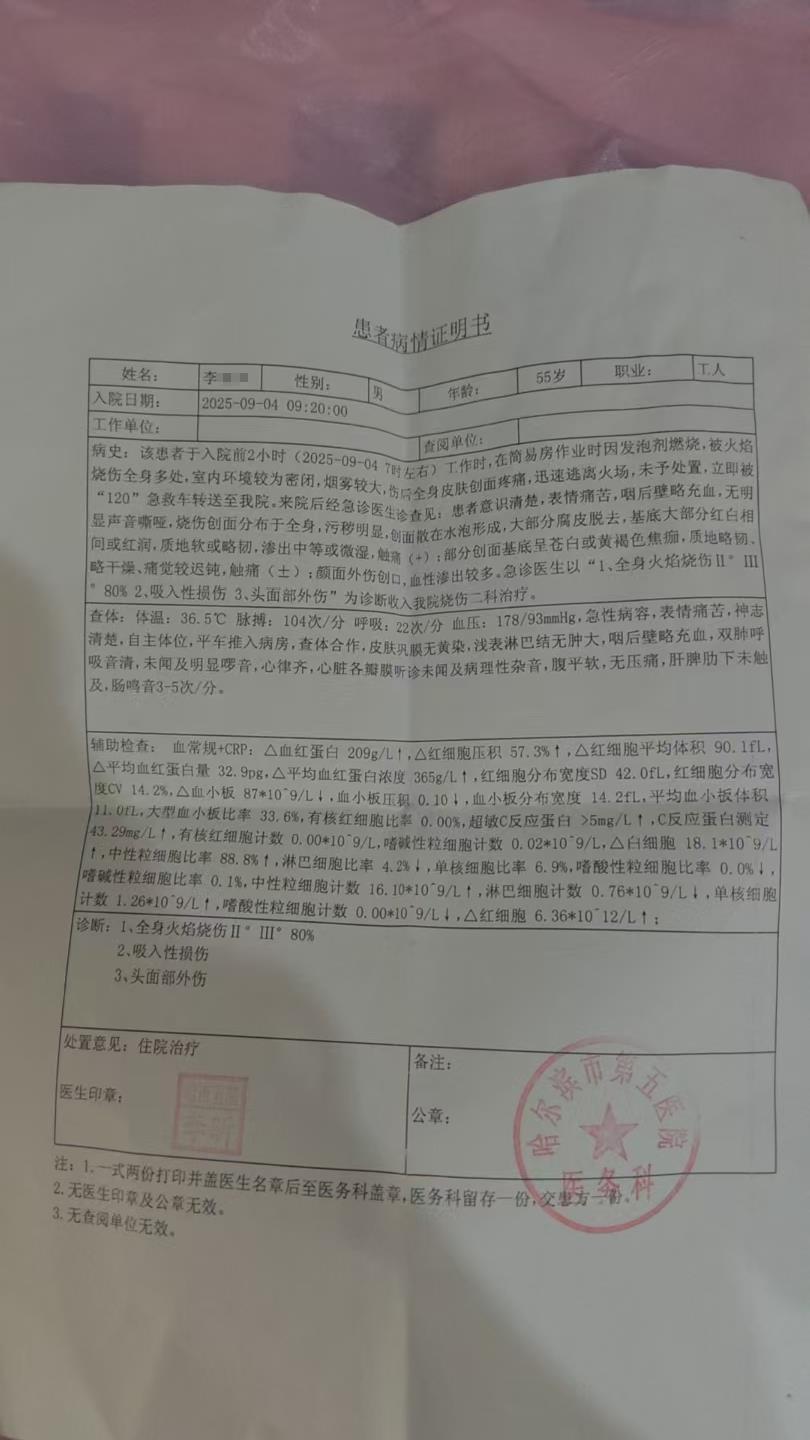 患者病情证明书
姓名： 李 性别： 男 年龄： 55岁 职业： 工人
入院日期： 2025-09-04 09:20:00
工作单位： 查阅单位：
病史：该患者于入院前2小时（2025-09-04 7时左右）工作时，在简易房作业时因发泡剂燃烧，被火焰
烧伤全身多处，室内环境较为密闭，烟雾较大，伤后全身皮肤创面疼痛，迅速逃离火场，未予处置，立即被
“120”急救车转送至我院。来院后经急诊医生诊查见：患者意识清楚，表情痛苦，咽后壁略充血，无明
显声音嘶哑，烧伤创面分布于全身，污秽明显，创面散在水泡形成，大部分腐皮脱去，基底大部分红白相
间或红润，质地软或略韧，渗出中等或微湿，触痛（+）；部分创面基底呈苍白或黄褐色焦痂，质地略韧、
略干燥、痛觉较迟钝，触痛（±）；颜面外伤创口，血性渗出较多。急诊医生以“1、全身火焰烧伤Ⅱ°Ⅲ
°80% 2、吸入性损伤 3、头面部外伤”为诊断收入我院烧伤二科治疗。
查体：体温：36.5℃ 脉搏：104次/分 呼吸：22次/分 血压：178/93mmHg，急性病容，表情痛苦，神志
清楚，自主体位，平车推入病房，查体合作，皮肤巩膜无黄染，浅表淋巴结无肿大，咽后壁略充血，双肺呼
吸音清，未闻及明显啰音，心律齐，心脏各瓣膜听诊未闻及病理性杂音，腹平软，无压痛，肝脾肋下未触
及，肠鸣音3-5次/分。
辅助检查： 血常规+CRP：△血红蛋白 209g/L↑，△红细胞压积 57.3%↑，△红细胞平均体积 90.1fL，
△平均血红蛋白量 32.9pg，△平均血红蛋白浓度 365g/L↑，红细胞分布宽度SD 42.0fL，红细胞分布宽
度CV 14.2%，△血小板 87*10^9/L↓，血小板压积 0.10↓，血小板分布宽度 14.2fL，平均血小板体积
11.0fL，大型血小板比率 33.6%，有核红细胞比率 0.00%，超敏C反应蛋白 >5mg/L↑，C反应蛋白测定
43.29mg/L↑，有核红细胞计数 0.00*10^9/L，嗜碱性粒细胞计数 0.02*10^9/L，△白细胞 18.1*10^9/L
↑，中性粒细胞比率 88.8%↑，淋巴细胞比率 4.2%↓，单核细胞比率 6.9%，嗜酸性粒细胞比率 0.0%↓，
嗜碱性粒细胞比率 0.1%，中性粒细胞计数 16.10*10^9/L↑，淋巴细胞计数 0.76*10^9/L↓，单核细胞
计数 1.26*10^9/L↑，嗜酸性粒细胞计数 0.00*10^9/L↓，△红细胞 6.36*10^12/L↑；
诊断：1、全身火焰烧伤Ⅱ°Ⅲ°80%
2、吸入性损伤
3、头面部外伤
处置意见：住院治疗
备注：
医生印章：
公章：
哈尔滨市第五医院
医务科
注：1.一式两份打印并盖医生名章后至医务科盖章，医务科留存一份，交患方一份。
2.无医生印章及公章无效。
3.无查阅单位无效。